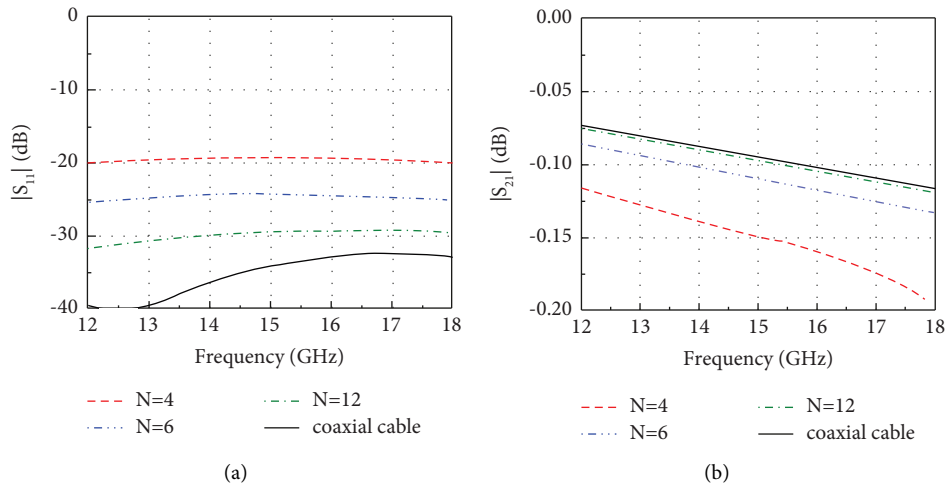 0
-10
-20
-30
-40
|S11| (dB)
12 13 14 15 16 17 18
Frequency (GHz)
N=4
N=6
N=12
coaxial cable
(a)
0.00
-0.05
-0.10
-0.15
-0.20
|S21| (dB)
12 13 14 15 16 17 18
Frequency (GHz)
N=4
N=6
N=12
coaxial cable
(b)